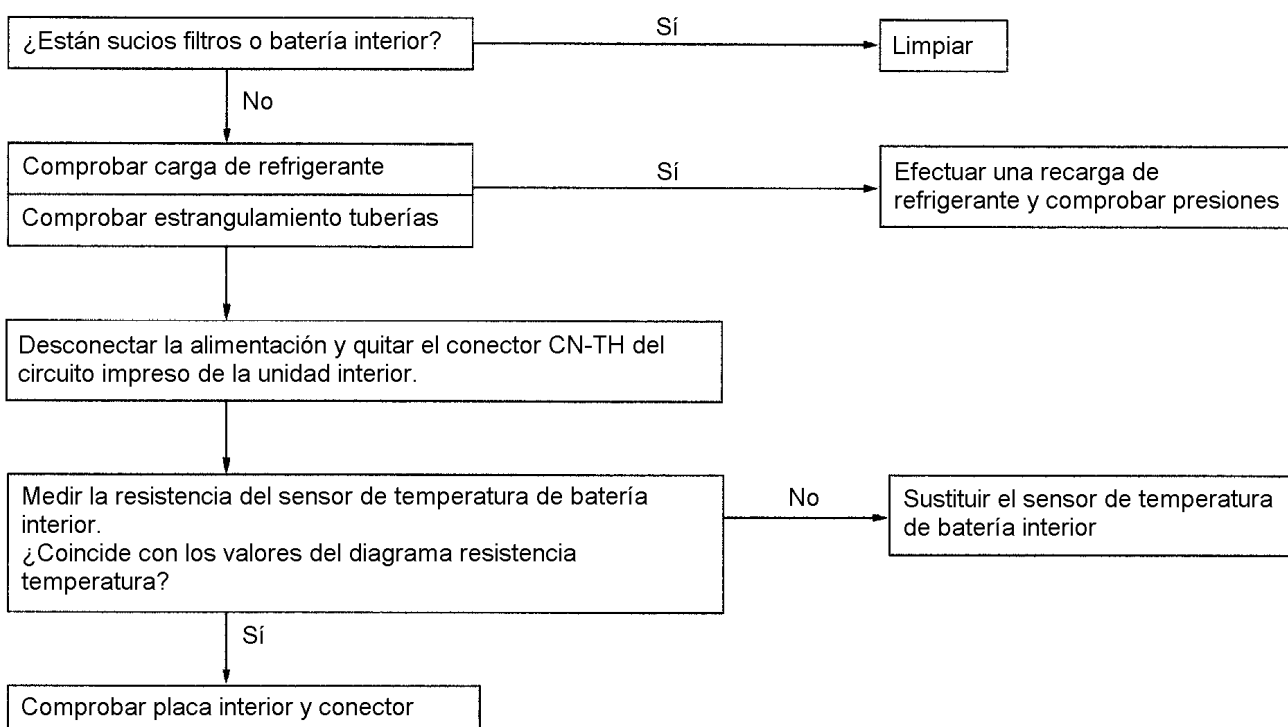 ¿Están sucios filtros o batería interior?
Sí
Limpiar
No
Comprobar carga de refrigerante
Comprobar estrangulamiento tuberías
Sí
Efectuar una recarga de
refrigerante y comprobar presiones
Desconectar la alimentación y quitar el conector CN-TH del
circuito impreso de la unidad interior.
Medir la resistencia del sensor de temperatura de batería
interior.
¿Coincide con los valores del diagrama resistencia
temperatura?
No
Sustituir el sensor de temperatura
de batería interior
Sí
Comprobar placa interior y conector